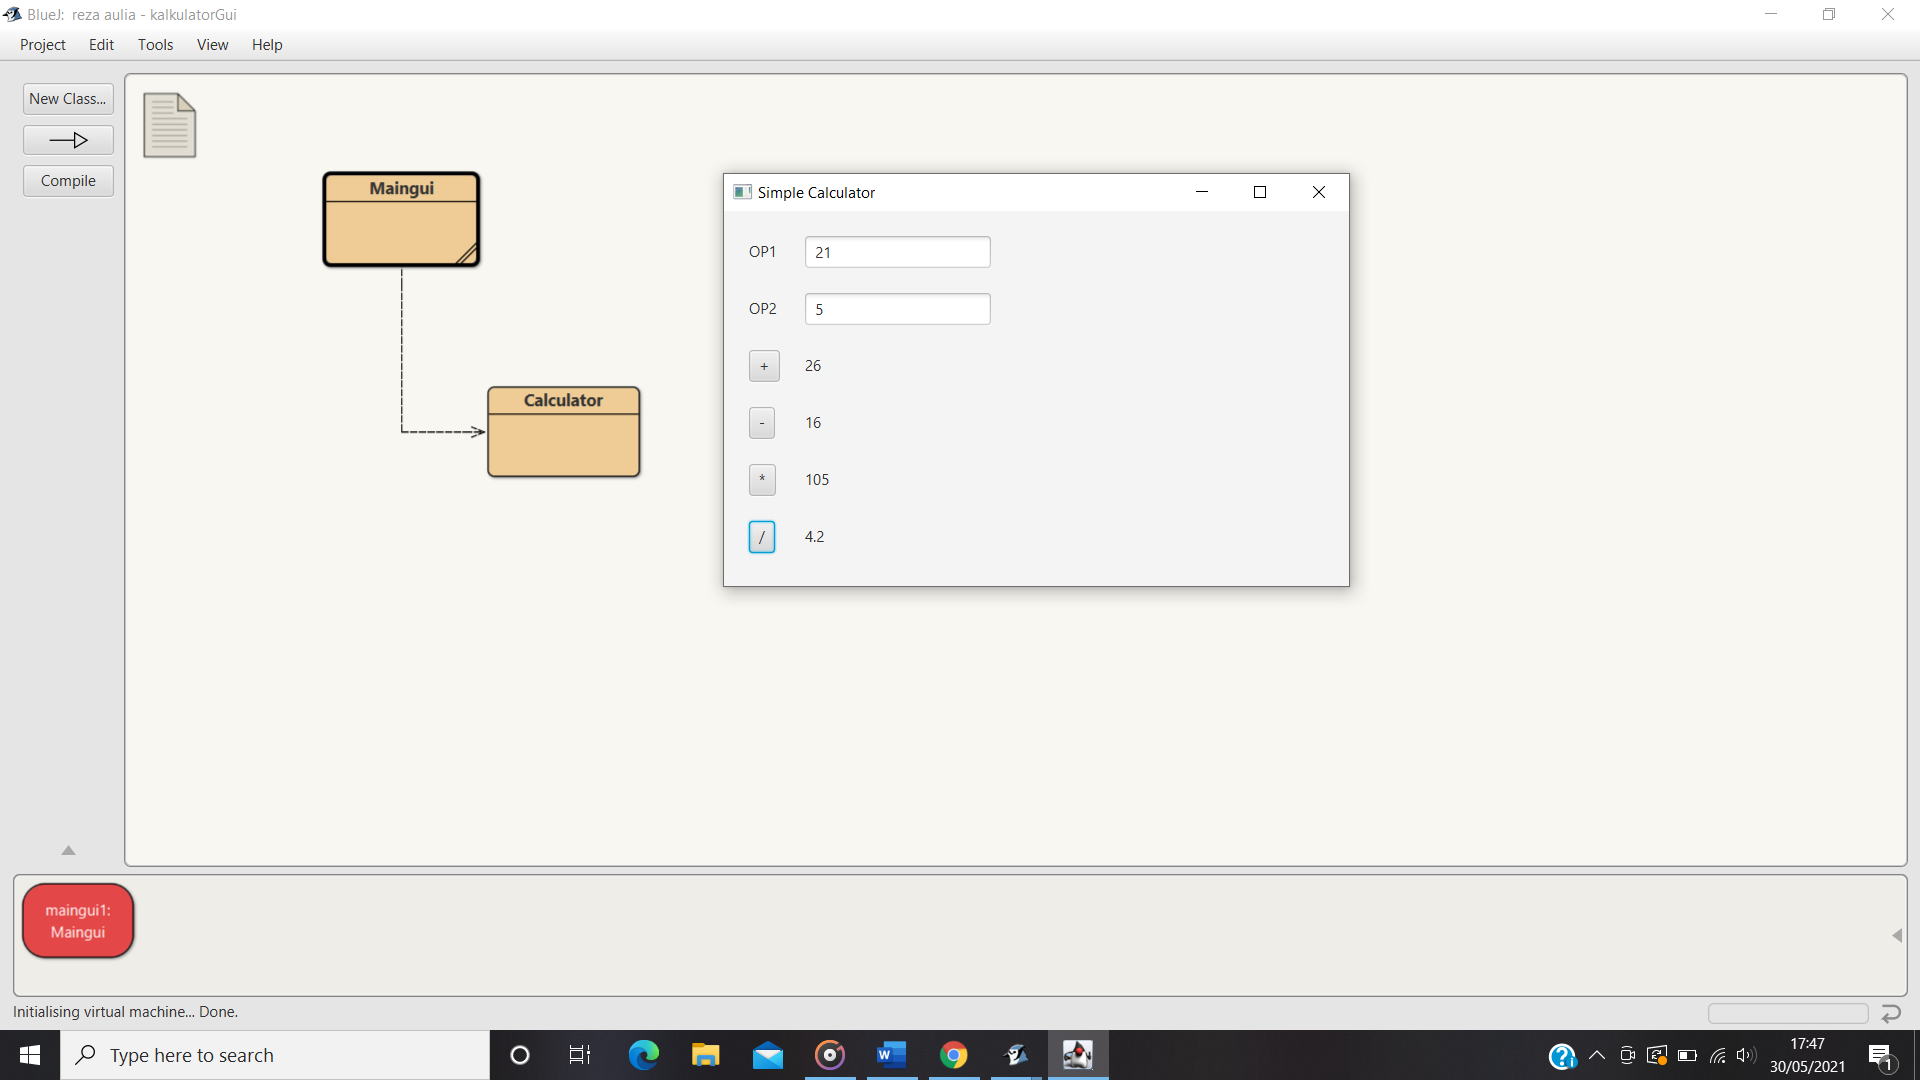 BlueJ:  reza aulia - kalkulatorGui
Project Edit Tools View Help
New Class...
Compile
Maingui
Calculator
Simple Calculator
OP1 21
OP2 5
+ 26
- 16
* 105
/ 4.2
maingui1:
Maingui
Initialising virtual machine... Done.
Type here to search
17:47
30/05/2021
1